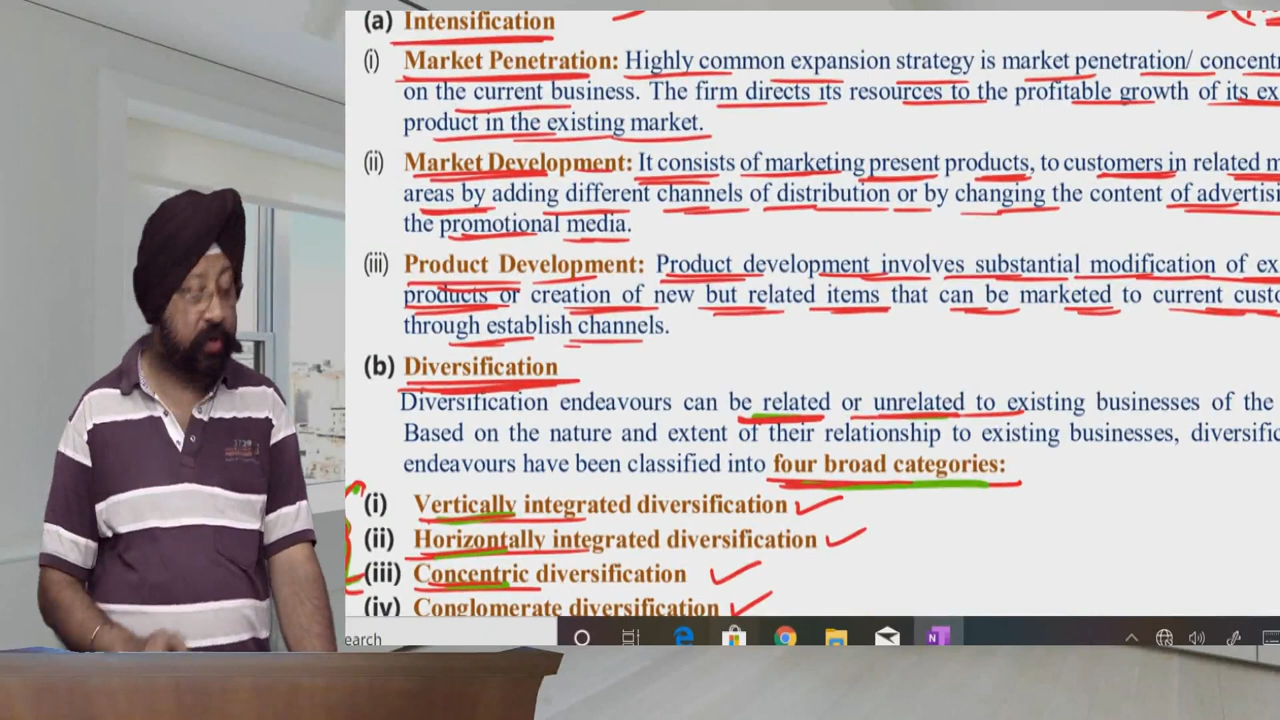 (a) Intensification
(i) Market Penetration: Highly common expansion strategy is market penetration/ concent
on the current business. The firm directs its resources to the profitable growth of its ex
product in the existing market.
(ii) Market Development: It consists of marketing present products, to customers in related m
areas by adding different channels of distribution or by changing the content of advertisi
the promotional media.
(iii) Product Development: Product development involves substantial modification of ex
products or creation of new but related items that can be marketed to current custo
through establish channels.
(b) Diversification
Diversification endeavours can be related or unrelated to existing businesses of the
Based on the nature and extent of their relationship to existing businesses, diversific
endeavours have been classified into four broad categories:
(i) Vertically integrated diversification
(ii) Horizontally integrated diversification
(iii) Concentric diversification
(iv) Conglomerate diversification
earch